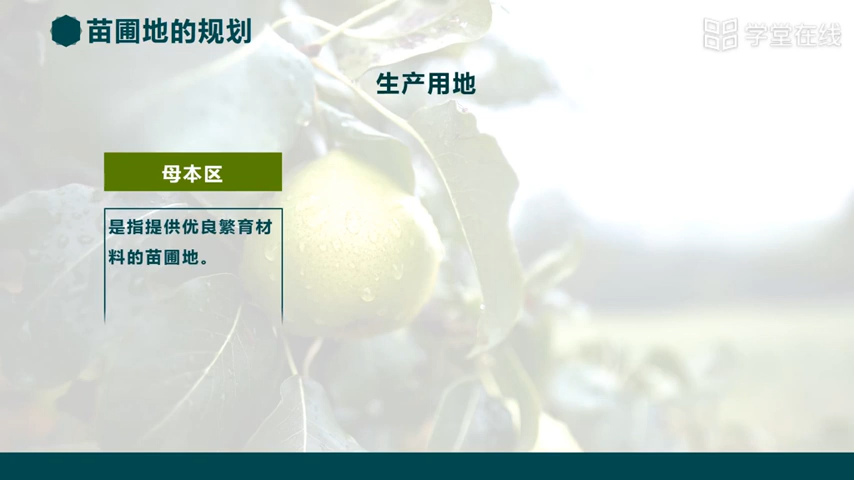 苗圃地的规划
学堂在线
生产用地
母本区
是指提供优良繁育材
料的苗圃地。